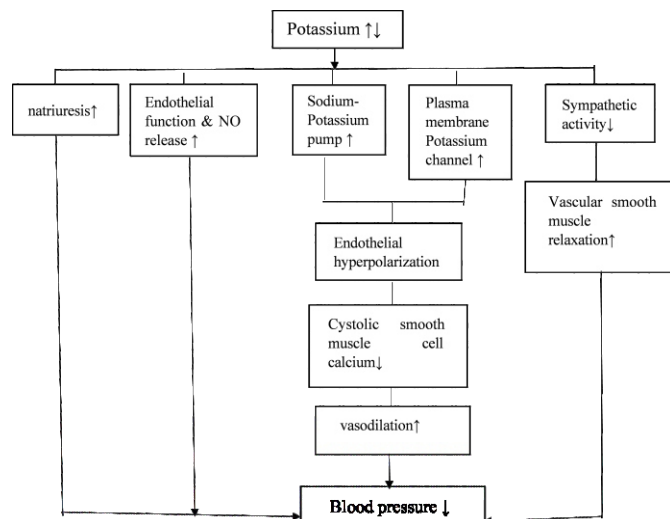 Potassium ↑↓
natriuresis↑
Endothelial
function & NO
release ↑
Sodium-
Potassium
pump ↑
Plasma
membrane
Potassium
channel ↑
Sympathetic
activity↓
Vascular smooth
muscle
relaxation↑
Endothelial
hyperpolarization
Cystolic smooth
muscle cell
calcium↓
vasodilation↑
Blood pressure ↓